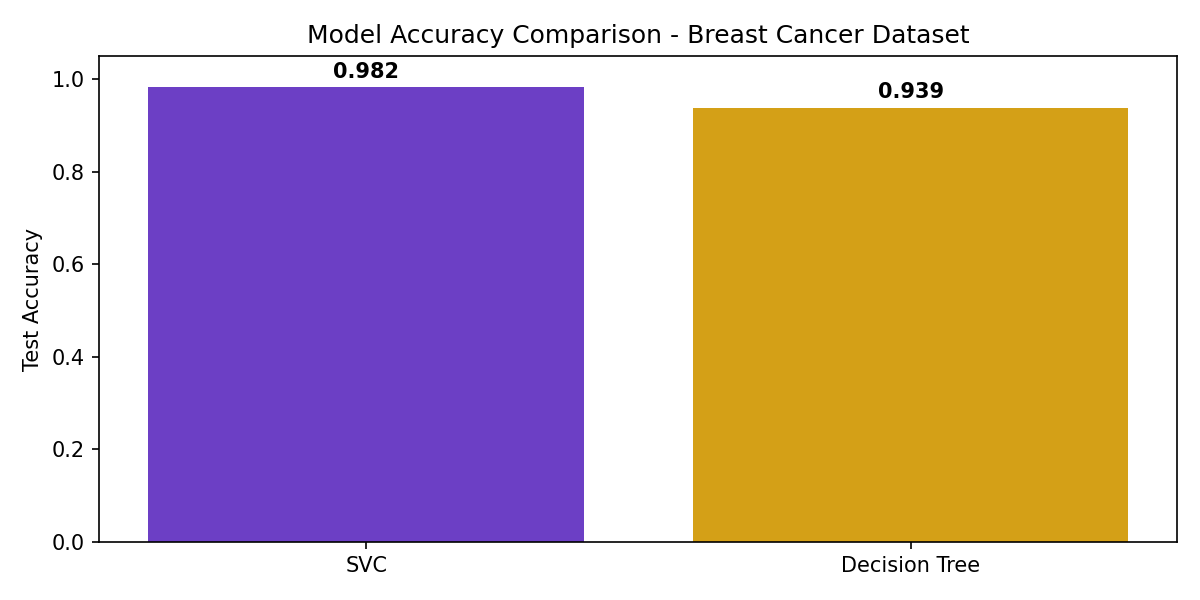 Model Accuracy Comparison - Breast Cancer Dataset
0.982
0.939
Test Accuracy
1.0
0.8
0.6
0.4
0.2
0.0
SVC
Decision Tree